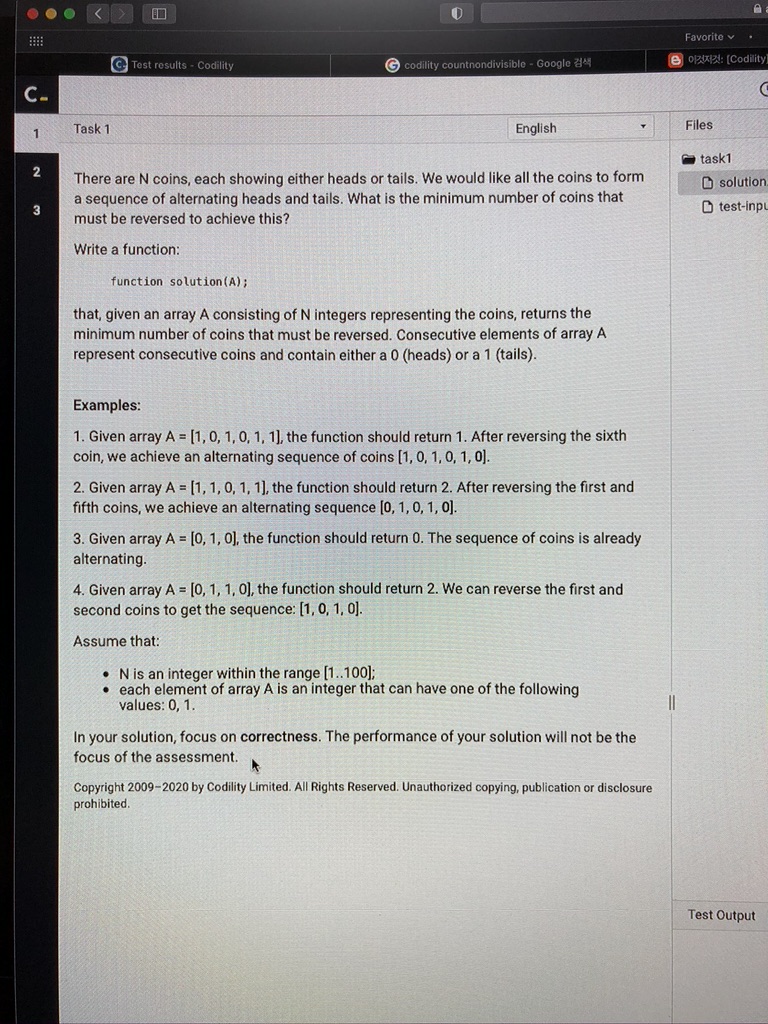 Favorite
Test results - Codility
codility countnondivisible - Google 검색
이것저것: [Codility]
C
1
Task 1
English
Files
2
3
task1
solution.
test-inpu
There are N coins, each showing either heads or tails. We would like all the coins to form
a sequence of alternating heads and tails. What is the minimum number of coins that
must be reversed to achieve this?
Write a function:
function solution(A);
that, given an array A consisting of N integers representing the coins, returns the
minimum number of coins that must be reversed. Consecutive elements of array A
represent consecutive coins and contain either a 0 (heads) or a 1 (tails).
Examples:
1. Given array A = [1, 0, 1, 0, 1, 1], the function should return 1. After reversing the sixth
coin, we achieve an alternating sequence of coins [1, 0, 1, 0, 1, 0].
2. Given array A = [1, 1, 0, 1, 1], the function should return 2. After reversing the first and
fifth coins, we achieve an alternating sequence [0, 1, 0, 1, 0].
3. Given array A = [0, 1, 0], the function should return 0. The sequence of coins is already
alternating.
4. Given array A = [0, 1, 1, 0], the function should return 2. We can reverse the first and
second coins to get the sequence: [1, 0, 1, 0].
Assume that:
• N is an integer within the range [1..100];
• each element of array A is an integer that can have one of the following
values: 0, 1.
In your solution, focus on correctness. The performance of your solution will not be the
focus of the assessment.
Copyright 2009–2020 by Codility Limited. All Rights Reserved. Unauthorized copying, publication or disclosure
prohibited.
Test Output